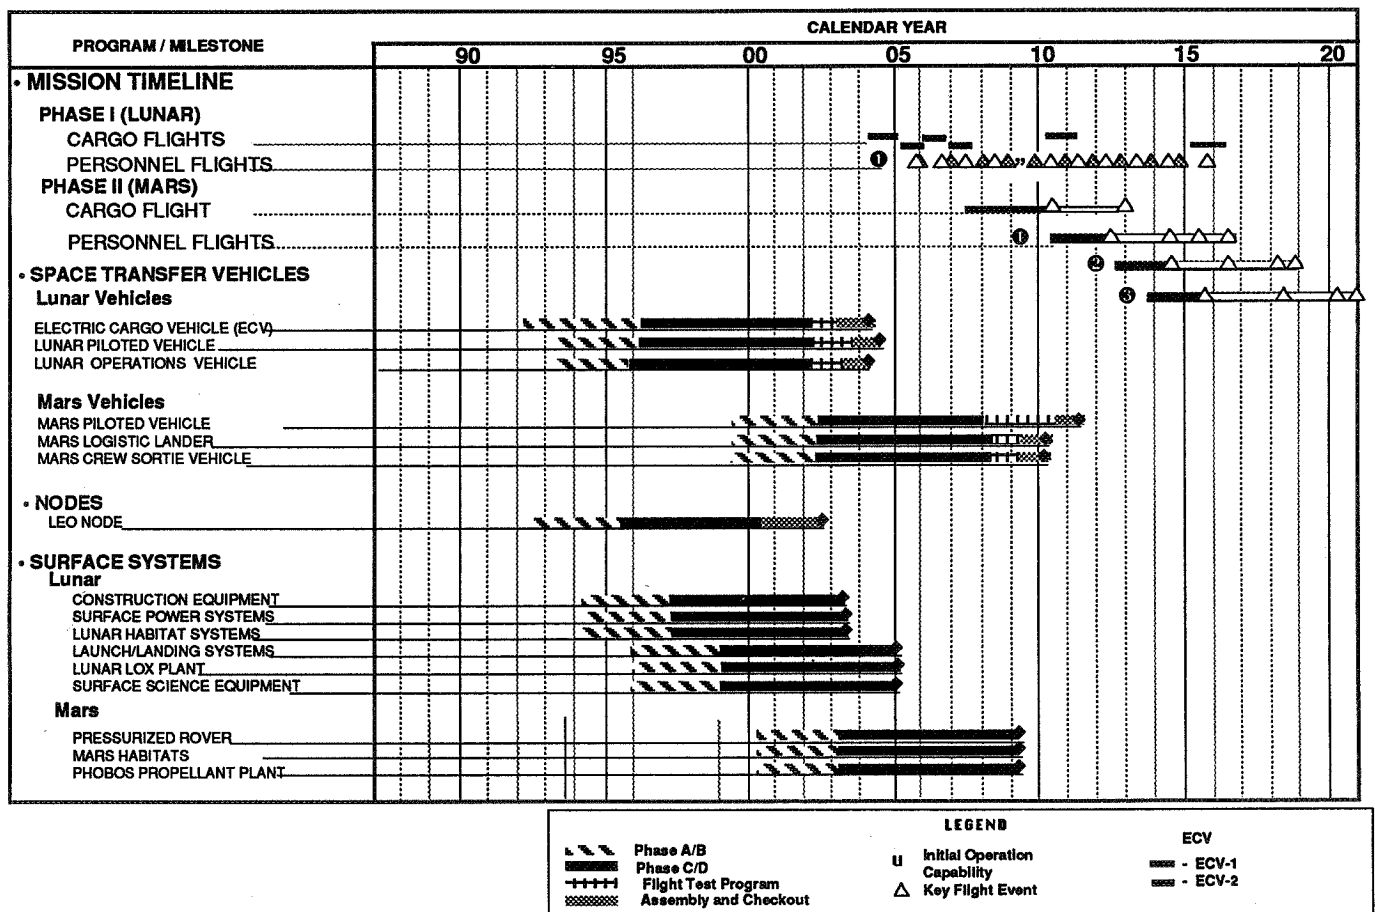 CALENDAR YEAR
PROGRAM / MILESTONE
90 95 00 05 10 15 20
• MISSION TIMELINE
PHASE I (LUNAR)
CARGO FLIGHTS
PERSONNEL FLIGHTS 1
PHASE II (MARS)
CARGO FLIGHT
PERSONNEL FLIGHTS 1
2
• SPACE TRANSFER VEHICLES
Lunar Vehicles 3
ELECTRIC CARGO VEHICLE (ECV)
LUNAR PILOTED VEHICLE
LUNAR OPERATIONS VEHICLE
Mars Vehicles
MARS PILOTED VEHICLE
MARS LOGISTIC LANDER
MARS CREW SORTIE VEHICLE
• NODES
LEO NODE
• SURFACE SYSTEMS
Lunar
CONSTRUCTION EQUIPMENT
SURFACE POWER SYSTEMS
LUNAR HABITAT SYSTEMS
LAUNCH/LANDING SYSTEMS
LUNAR LOX PLANT
SURFACE SCIENCE EQUIPMENT
Mars
PRESSURIZED ROVER
MARS HABITATS
PHOBOS PROPELLANT PLANT
LEGEND
Phase A/B
Phase C/D
Flight Test Program
Assembly and Checkout
u Initial Operation
Capability
Key Flight Event
ECV
- ECV-1
- ECV-2